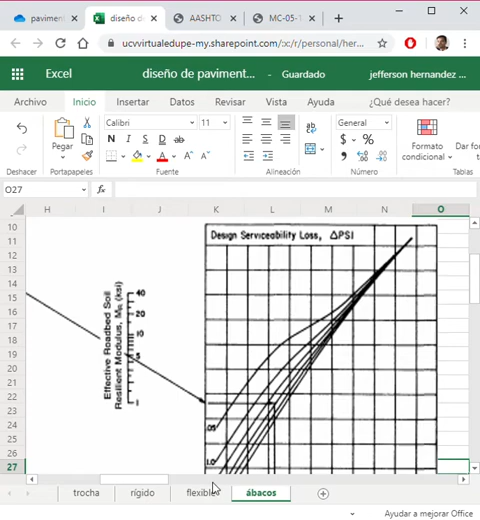 paviment
diseño de
AASHTO
MC-05-1
ucvvirtualedupe-my.sharepoint.com/:x:/r/personal/her...
Excel
diseño de paviment...
- Guardado
jefferson hernandez ...
Archivo
Inicio
Insertar
Datos
Revisar
Vista
Ayuda
¿Qué desea hacer?
Calibri
11
General
Pegar
N K S D ab
$ %
Formato
condicional
Dar for
Deshacer
Portapapeles
Fuente
Alineación
Número
Tablas
O27
fx
H I J K L M N O
10
11
12
13
14
15
16
17
18
19
20
21
22
23
24
25
26
27
Design Serviceability Loss, ΔPSI
Effective Roadbed Soil
Resilient Modulus, MR (ksi)
40
20
10
5
1
1.0
trocha
rígido
flexible
ábacos
Ayudar a mejorar Office